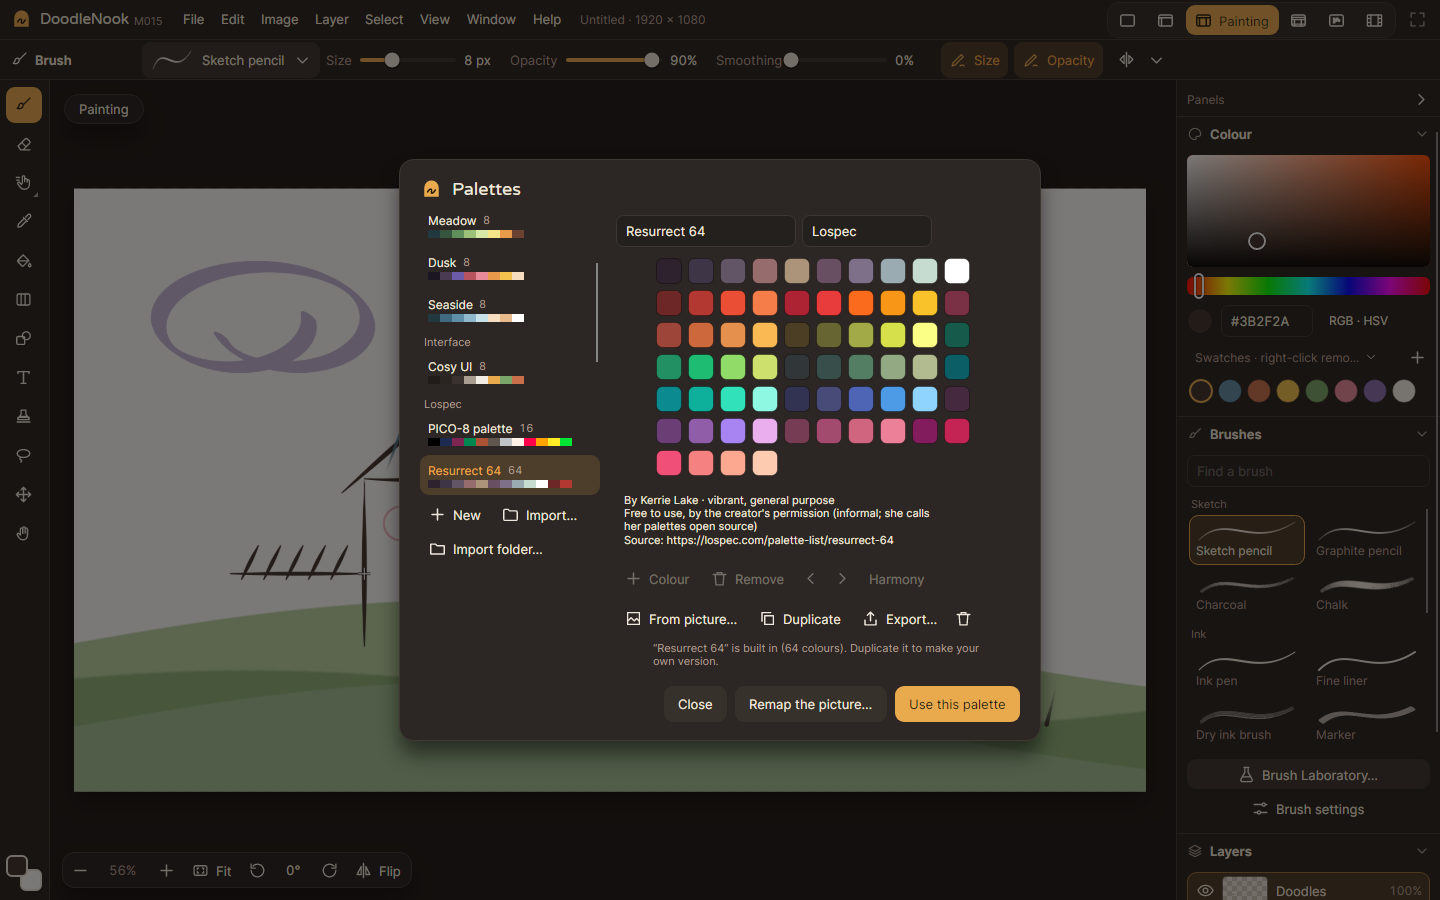 DoodleNook M015 File Edit Image Layer Select View Window Help Untitled · 1920 × 1080 Painting
Brush Sketch pencil Size 8 px Opacity 90% Smoothing 0% Size Opacity
Painting
Panels
Colour
#3B2F2A RGB · HSV
Swatches · right-click remo...
Brushes
Find a brush
Sketch
Sketch pencil Graphite pencil
Charcoal Chalk
Ink
Ink pen Fine liner
Dry ink brush Marker
Brush Laboratory...
Brush settings
Layers
Doodles 100%
Palettes
Meadow 8
Dusk 8
Seaside 8
Interface
Cosy UI 8
Lospec
PICO-8 palette 16
Resurrect 64 64
New Import...
Import folder...
Resurrect 64 Lospec
By Kerrie Lake · vibrant, general purpose
Free to use, by the creator's permission (informal; she calls
her palettes open source)
Source: https://lospec.com/palette-list/resurrect-64
Colour Remove Harmony
From picture... Duplicate Export...
“Resurrect 64” is built in (64 colours). Duplicate it to make your
own version.
Close Remap the picture... Use this palette
56% Fit 0° Flip